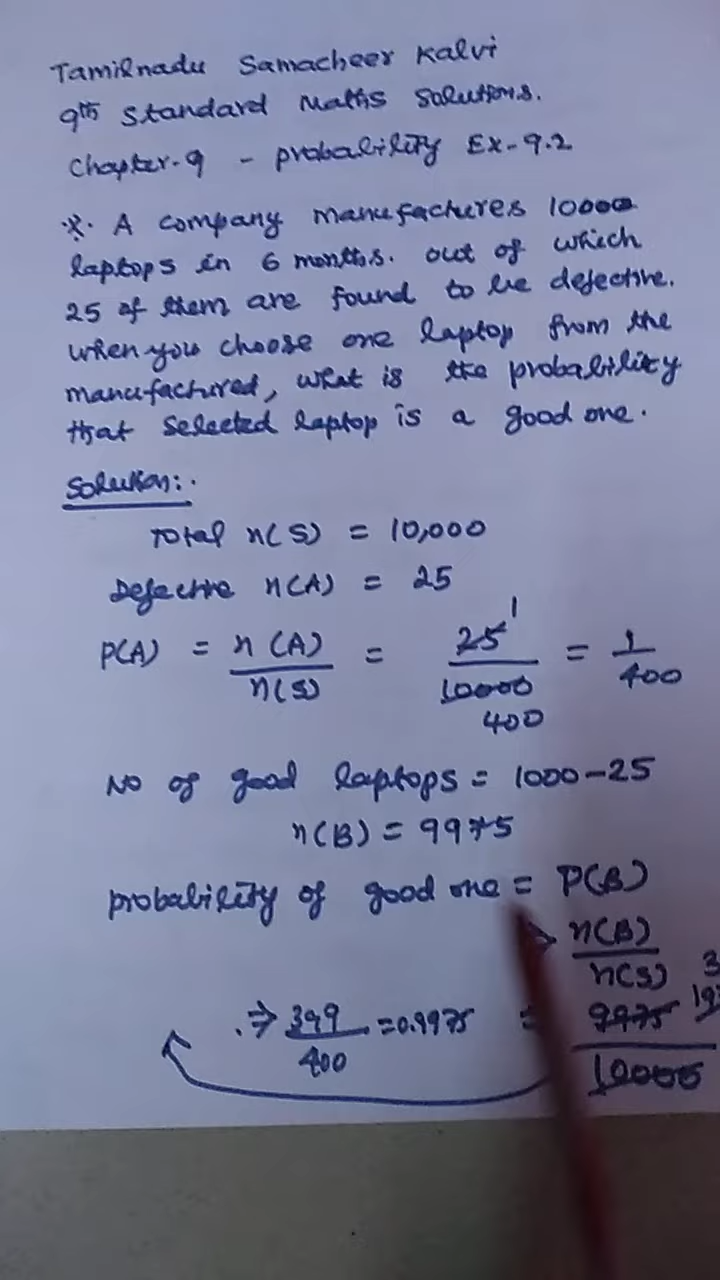 Tamilnadu Samacheer Kalvi
9th Standard Maths Solutions.
Chapter-9 - probability Ex-9.2
※. A company manufactures 10000
laptops in 6 months. out of which
25 of them are found to be defective.
when you choose one laptop from the
manufactured, what is the probability
that selected laptop is a good one.
Solution:.
Total n(S) = 10,000
Defective n(A) = 25
P(A) = n(A)/n(S) = 25/10000 = 1/400
1
400
No of good laptops = 1000-25
n(B) = 9975
probability of good one = P(B)
n(B)/n(S)
⇒ 399/400 = 0.9975 = 9975/10000